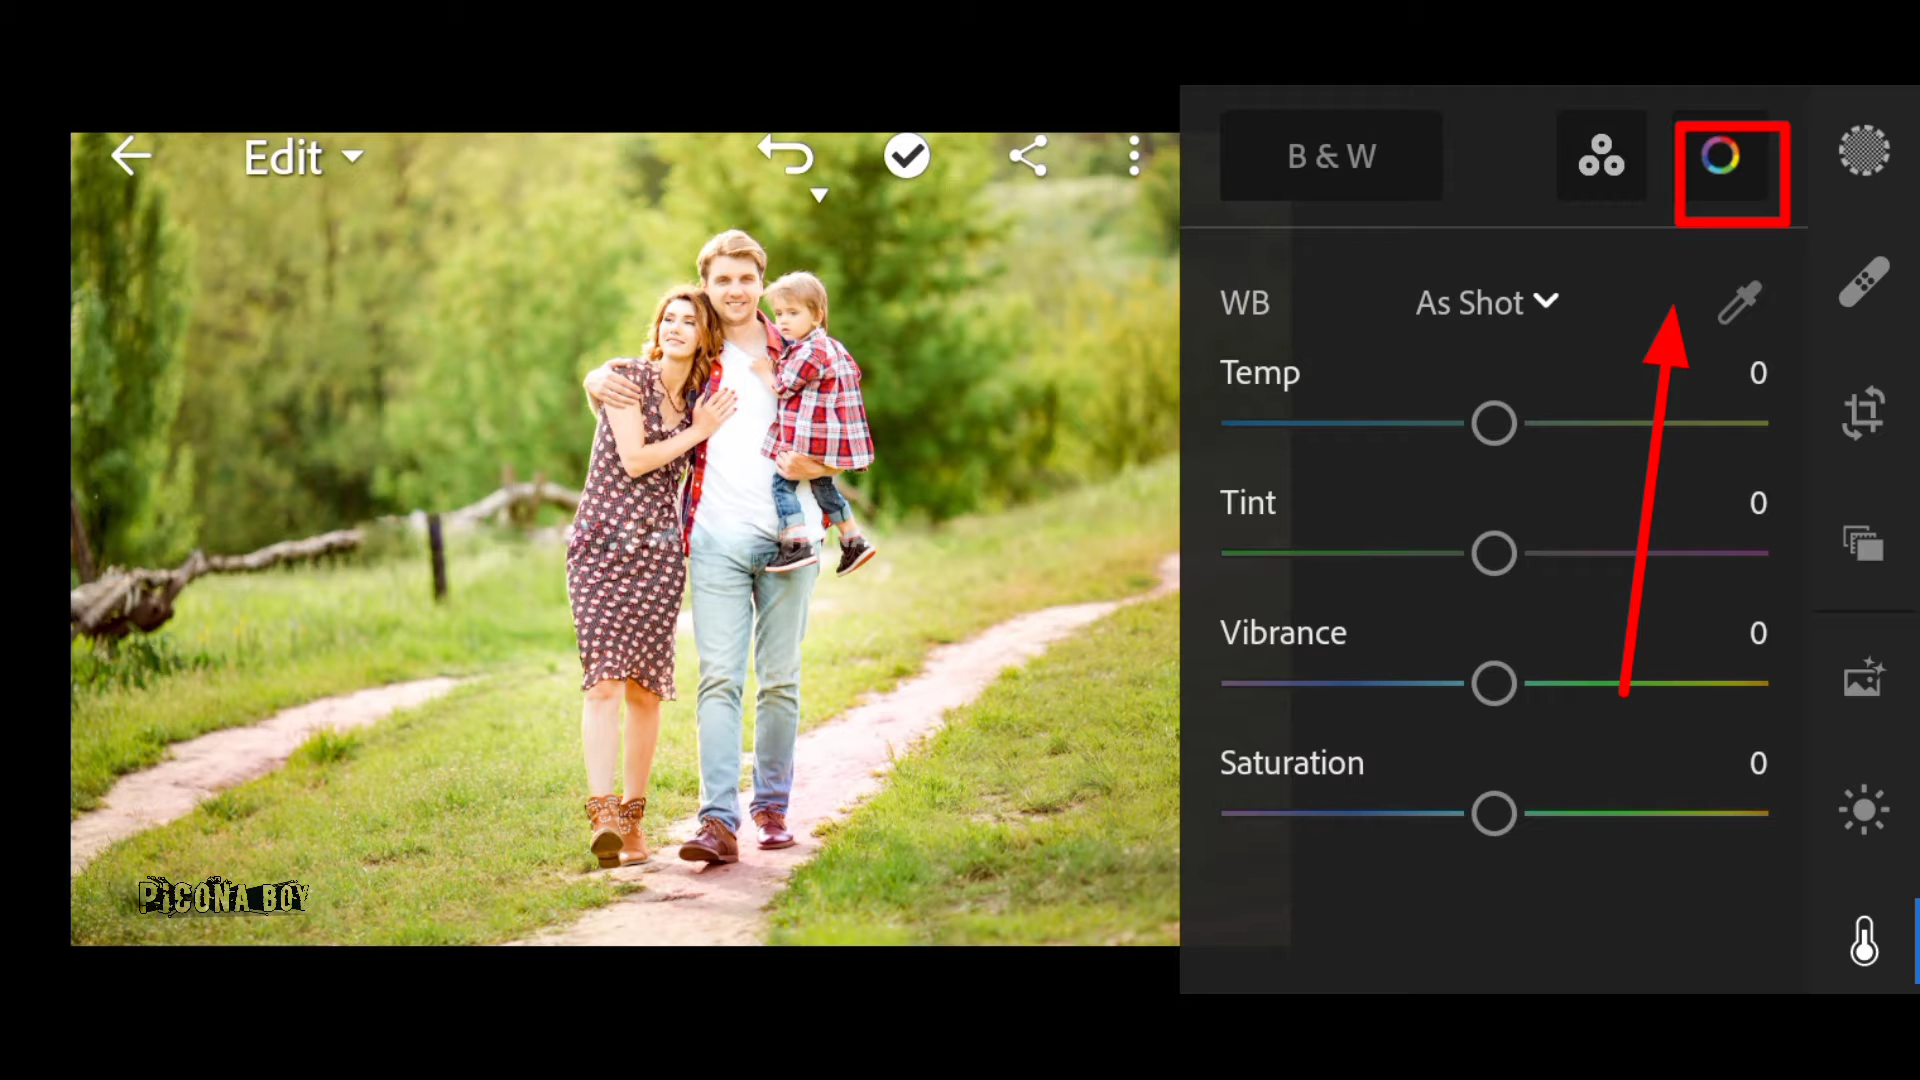 Edit
B & W
WB As Shot
Temp 0
Tint 0
Vibrance 0
Saturation 0
PICONA BOY